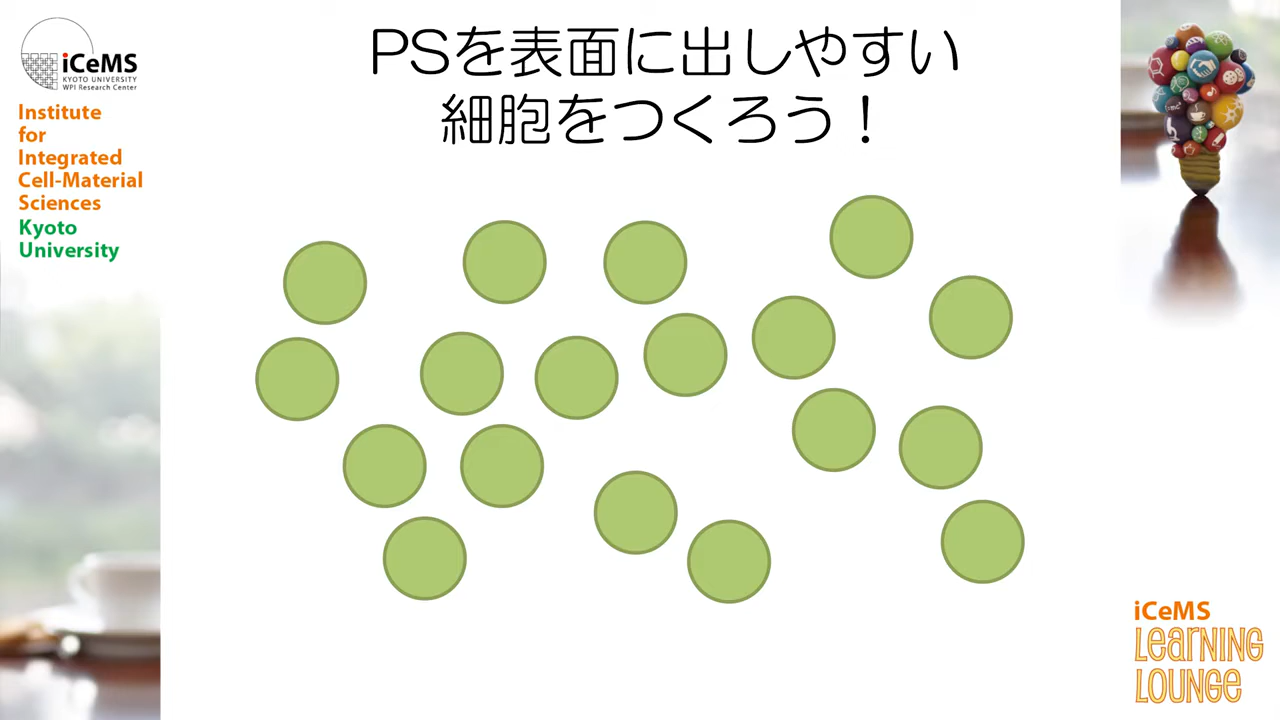 iCeMS
KYOTO UNIVERSITY
WPI Research Center
Institute
for
Integrated
Cell-Material
Sciences
Kyoto
University
PSを表面に出しやすい
細胞をつくろう！
iCeMS
LEARNING
LOUNGE